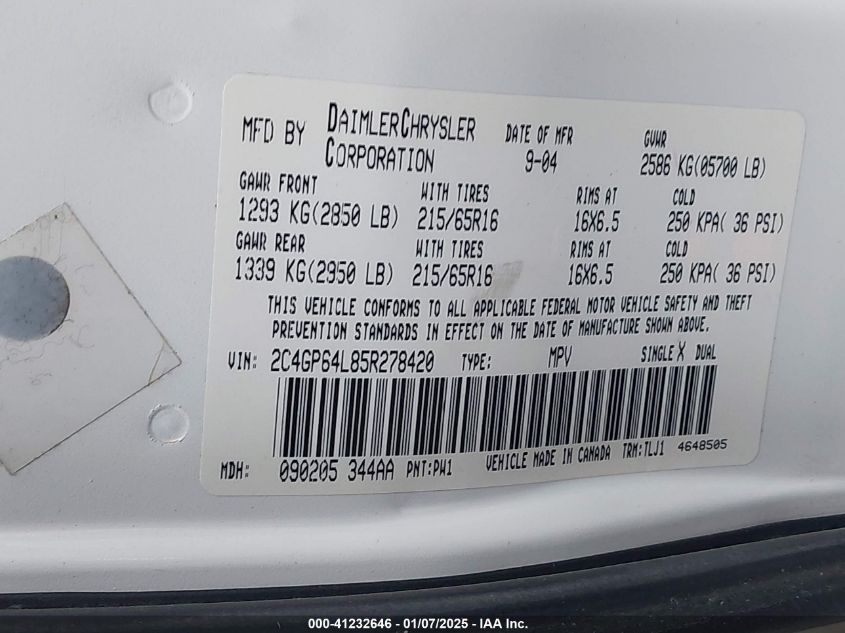 MFD BY DAIMLERCHRYSLER CORPORATION DATE OF MFR 9-04 GVWR 2586 KG(05700 LB)
GAWR FRONT WITH TIRES RIMS AT COLD
1293 KG(2850 LB) 215/65R16 16X6.5 250 KPA( 36 PSI)
GAWR REAR WITH TIRES RIMS AT COLD
1339 KG(2950 LB) 215/65R16 16X6.5 250 KPA( 36 PSI)
THIS VEHICLE CONFORMS TO ALL APPLICABLE FEDERAL MOTOR VEHICLE SAFETY AND THEFT
PREVENTION STANDARDS IN EFFECT ON THE DATE OF MANUFACTURE SHOWN ABOVE.
VIN: 2C4GP64L85R278420 TYPE: MPV SINGLE X DUAL
MDH: 090205 344AA PNT:PW1 VEHICLE MADE IN CANADA TRM:TLJ1 4648505
000-41232646 - 01/07/2025 - IAA Inc.